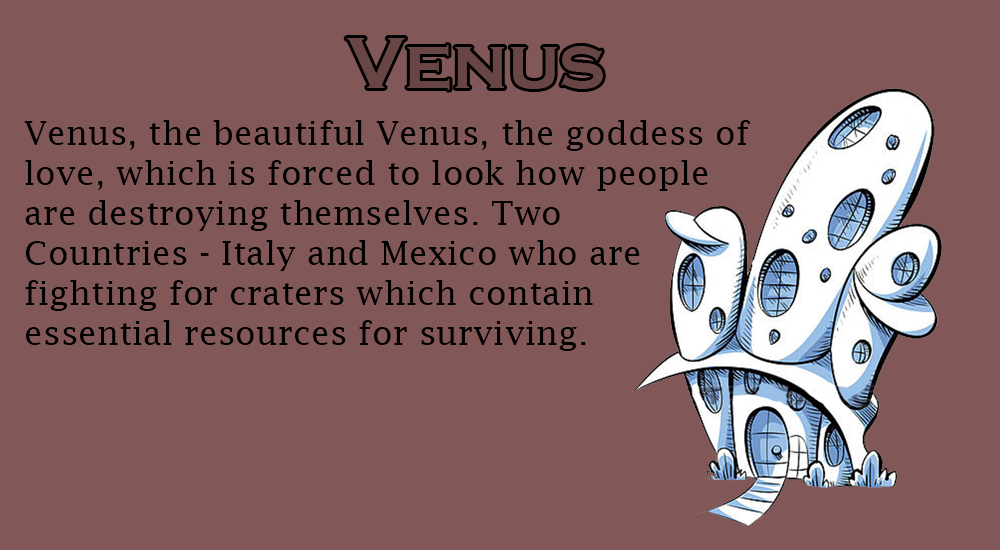 VENUS
Venus, the beautiful Venus, the goddess of
love, which is forced to look how people
are destroying themselves. Two
Countries - Italy and Mexico who are
fighting for craters which contain
essential resources for surviving.